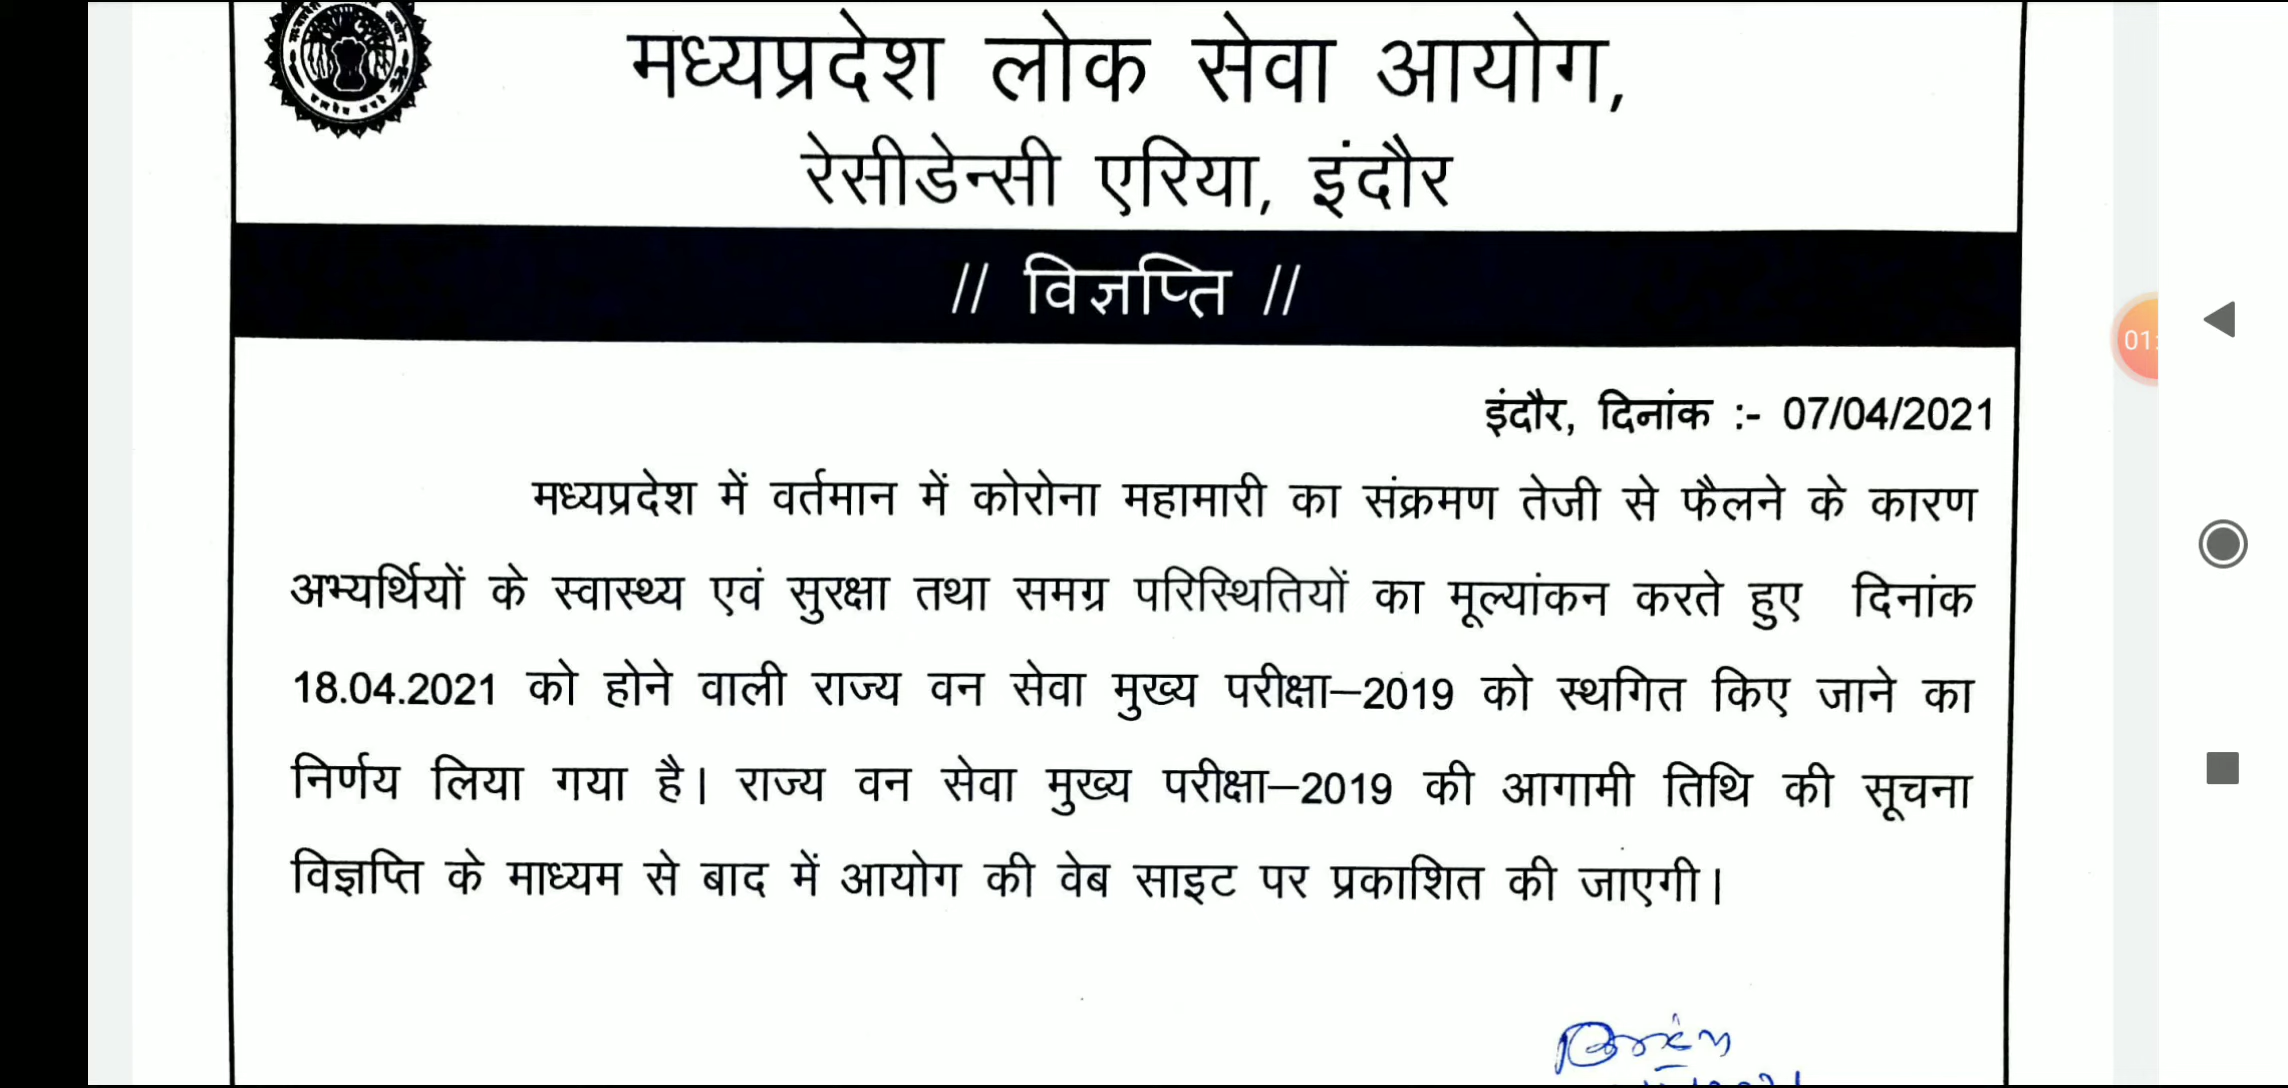 मध्यप्रदेश लोक सेवा आयोग,
रेसीडेन्सी एरिया, इंदौर
// विज्ञप्ति //
इंदौर, दिनांक :- 07/04/2021
01:
मध्यप्रदेश में वर्तमान में कोरोना महामारी का संक्रमण तेजी से फैलने के कारण
अभ्यर्थियों के स्वास्थ्य एवं सुरक्षा तथा समग्र परिस्थितियों का मूल्यांकन करते हुए दिनांक
18.04.2021 को होने वाली राज्य वन सेवा मुख्य परीक्षा–2019 को स्थगित किए जाने का
निर्णय लिया गया है। राज्य वन सेवा मुख्य परीक्षा–2019 की आगामी तिथि की सूचना
विज्ञप्ति के माध्यम से बाद में आयोग की वेब साइट पर प्रकाशित की जाएगी।